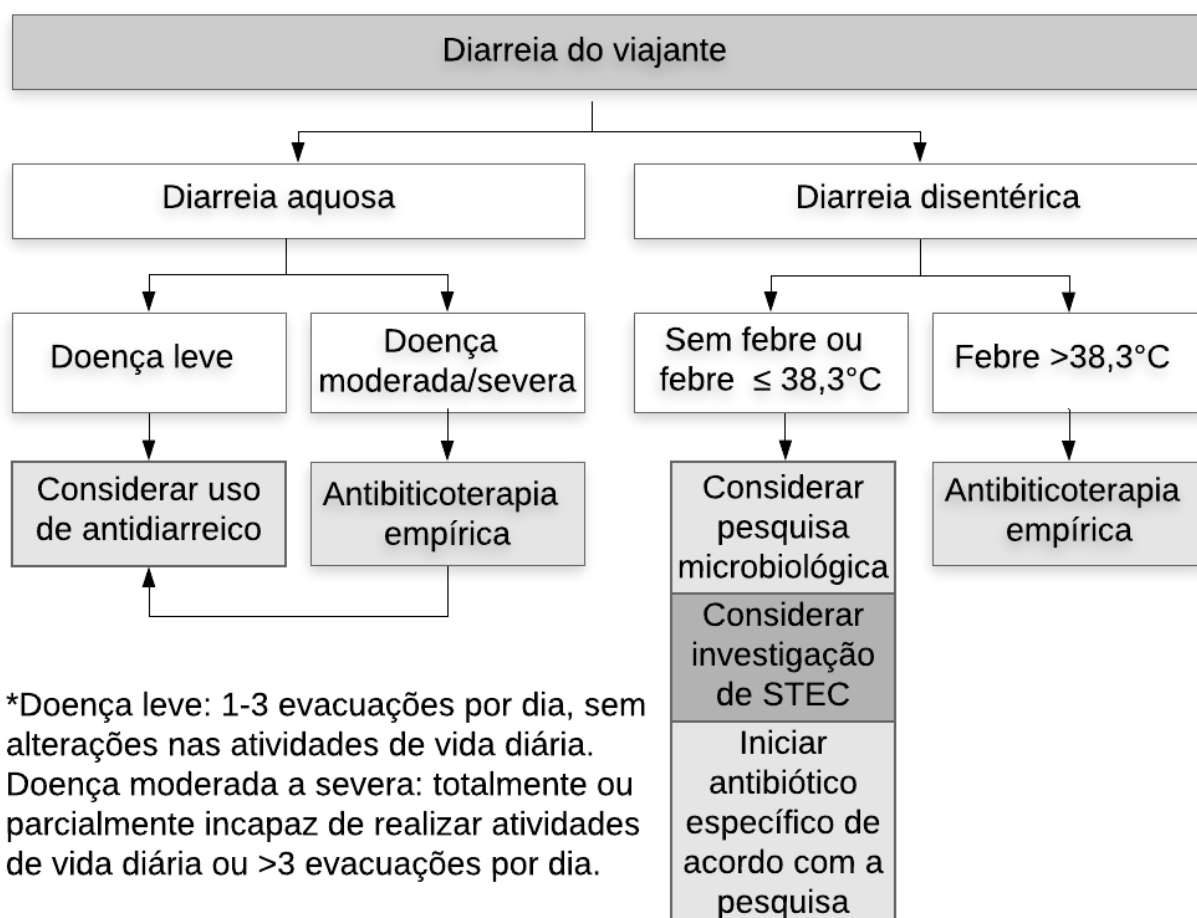 Diarreia do viajante
Diarreia aquosa
Diarreia disentérica
Doença leve
Doença
moderada/severa
Sem febre ou
febre ≤ 38,3°C
Febre >38,3°C
Considerar uso
de antidiarreico
Antibiticoterapia
empírica
Considerar
pesquisa
microbiológica
Considerar
investigação
de STEC
Iniciar
antibiótico
específico de
acordo com a
pesquisa
Antibiticoterapia
empírica
*Doença leve: 1-3 evacuações por dia, sem
alterações nas atividades de vida diária.
Doença moderada a severa: totalmente ou
parcialmente incapaz de realizar atividades
de vida diária ou >3 evacuações por dia.